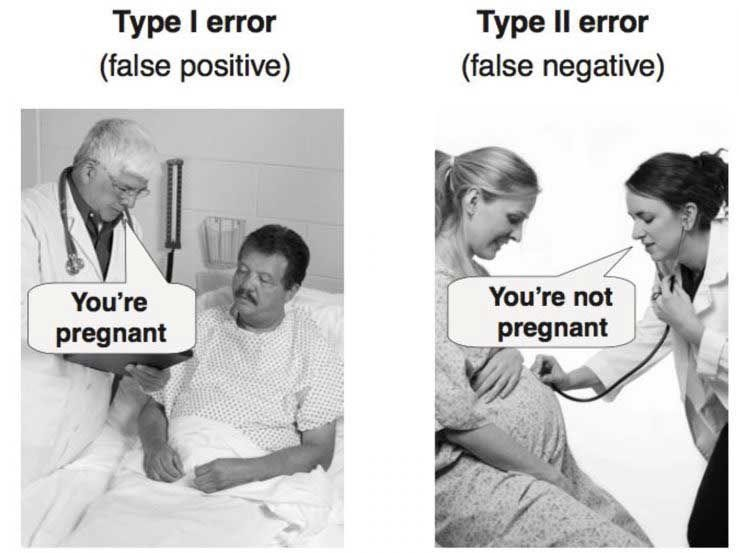 Type I error
(false positive)
You're
pregnant
Type II error
(false negative)
You're not
pregnant